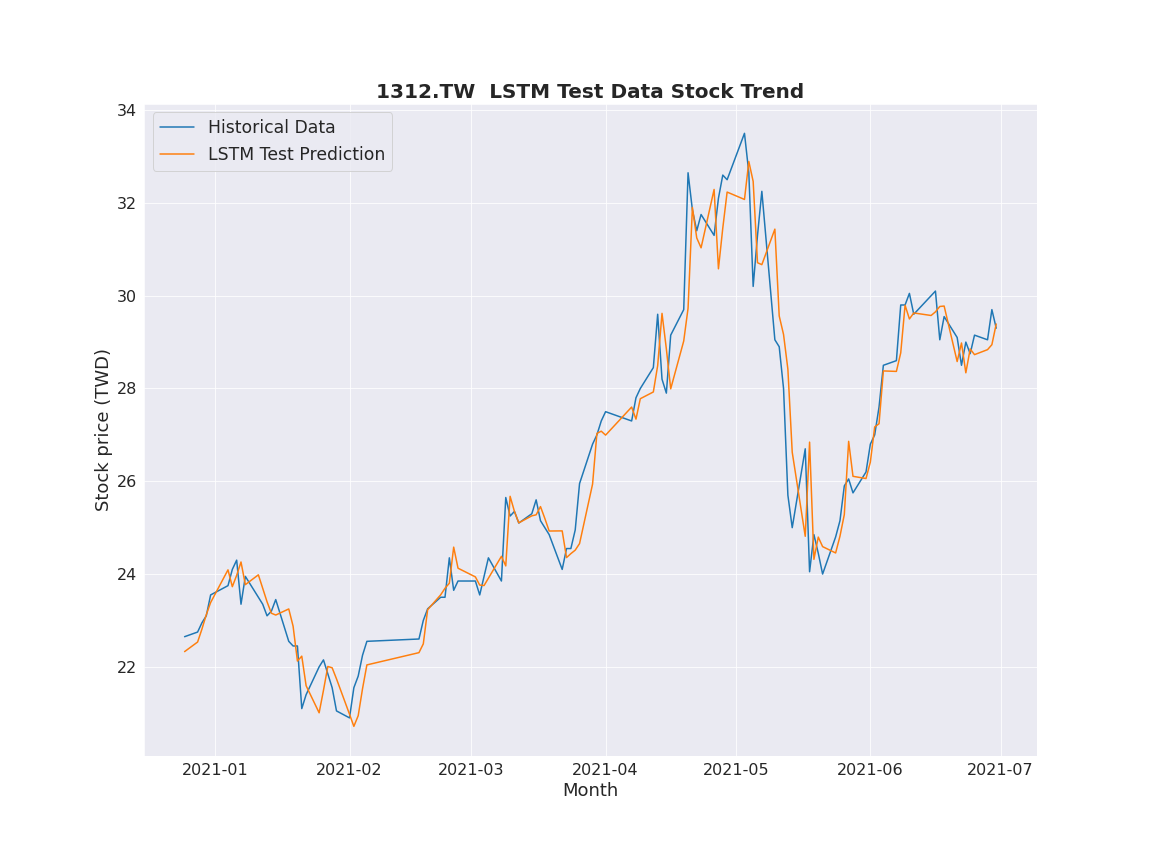 1312.TW  LSTM Test Data Stock Trend
Historical Data
LSTM Test Prediction
34
32
30
28
26
24
22
Stock price (TWD)
2021-01
2021-02
2021-03
2021-04
2021-05
2021-06
2021-07
Month